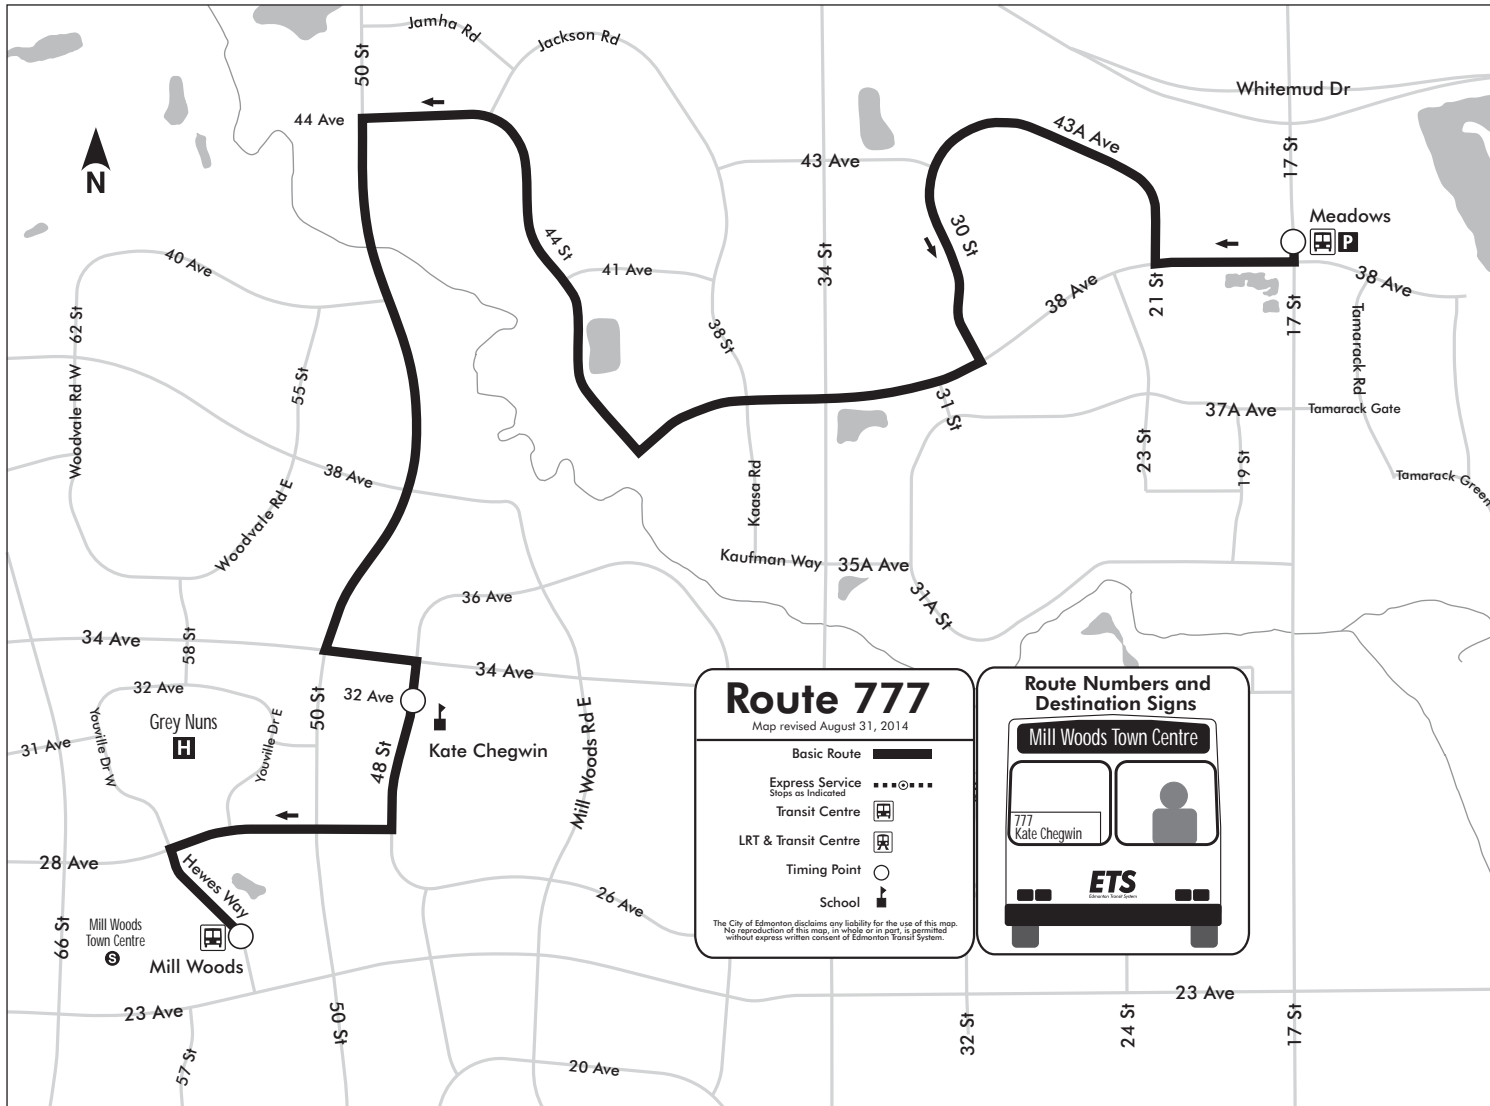 Jamha Rd
Jackson Rd
50 St
Whitemud Dr
44 Ave
43A Ave
43 Ave
17 St
N
Meadows
P
30 St
44 St
40 Ave
41 Ave
34 St
38 Ave
21 St
38 Ave
17 St
62 St
38 St
Tamarack Rd
55 St
Woodvale Rd W
31 St
37A Ave
Tamarack Gate
23 St
19 St
38 Ave
Woodvale Rd E
Kaasa Rd
Tamarack Green
Kaufman Way
35A Ave
36 Ave
31A St
34 Ave
58 St
34 Ave
32 Ave
32 Ave
50 St
Grey Nuns
H
Youville Dr W
Youville Dr E
31 Ave
48 St
Kate Chegwin
Mill Woods Rd E
28 Ave
Hewes Way
26 Ave
66 St
Mill Woods
Town Centre
S
Mill Woods
23 Ave
50 St
57 St
20 Ave
23 Ave
32 St
24 St
17 St
Route 777
Map revised August 31, 2014
Basic Route
Express Service
Stops as Indicated
Transit Centre
LRT & Transit Centre
Timing Point
School
The City of Edmonton disclaims any liability for the use of this map.
No reproduction of this map, in whole or in part, is permitted
without express written consent of Edmonton Transit System.
Route Numbers and
Destination Signs
Mill Woods Town Centre
777
Kate Chegwin
ETS
Edmonton Transit System